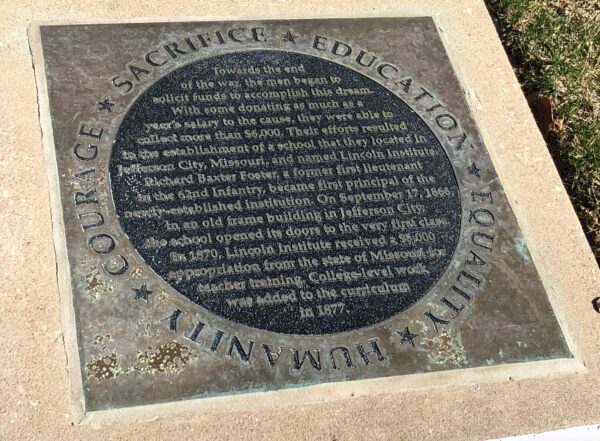 COURAGE ★ SACRIFICE ★ EDUCATION ★ EQUALITY ★ HUMANITY ★
Towards the end
of the war, the men began to
solicit funds to accomplish this dream.
With some donating as much as a
year's salary to the cause, they were able to
collect more than $6,000. Their efforts resulted
in the establishment of a school that they located in
Jefferson City, Missouri, and named Lincoln Institute.
Richard Baxter Foster, a former first lieutenant
in the 62nd Infantry, became first principal of the
newly-established institution. On September 17, 1866,
in an old frame building in Jefferson City,
the school opened its doors to the very first class.
In 1870, Lincoln Institute received a $5,000
appropriation from the state of Missouri for
teacher training. College-level work
was added to the curriculum
in 1877.